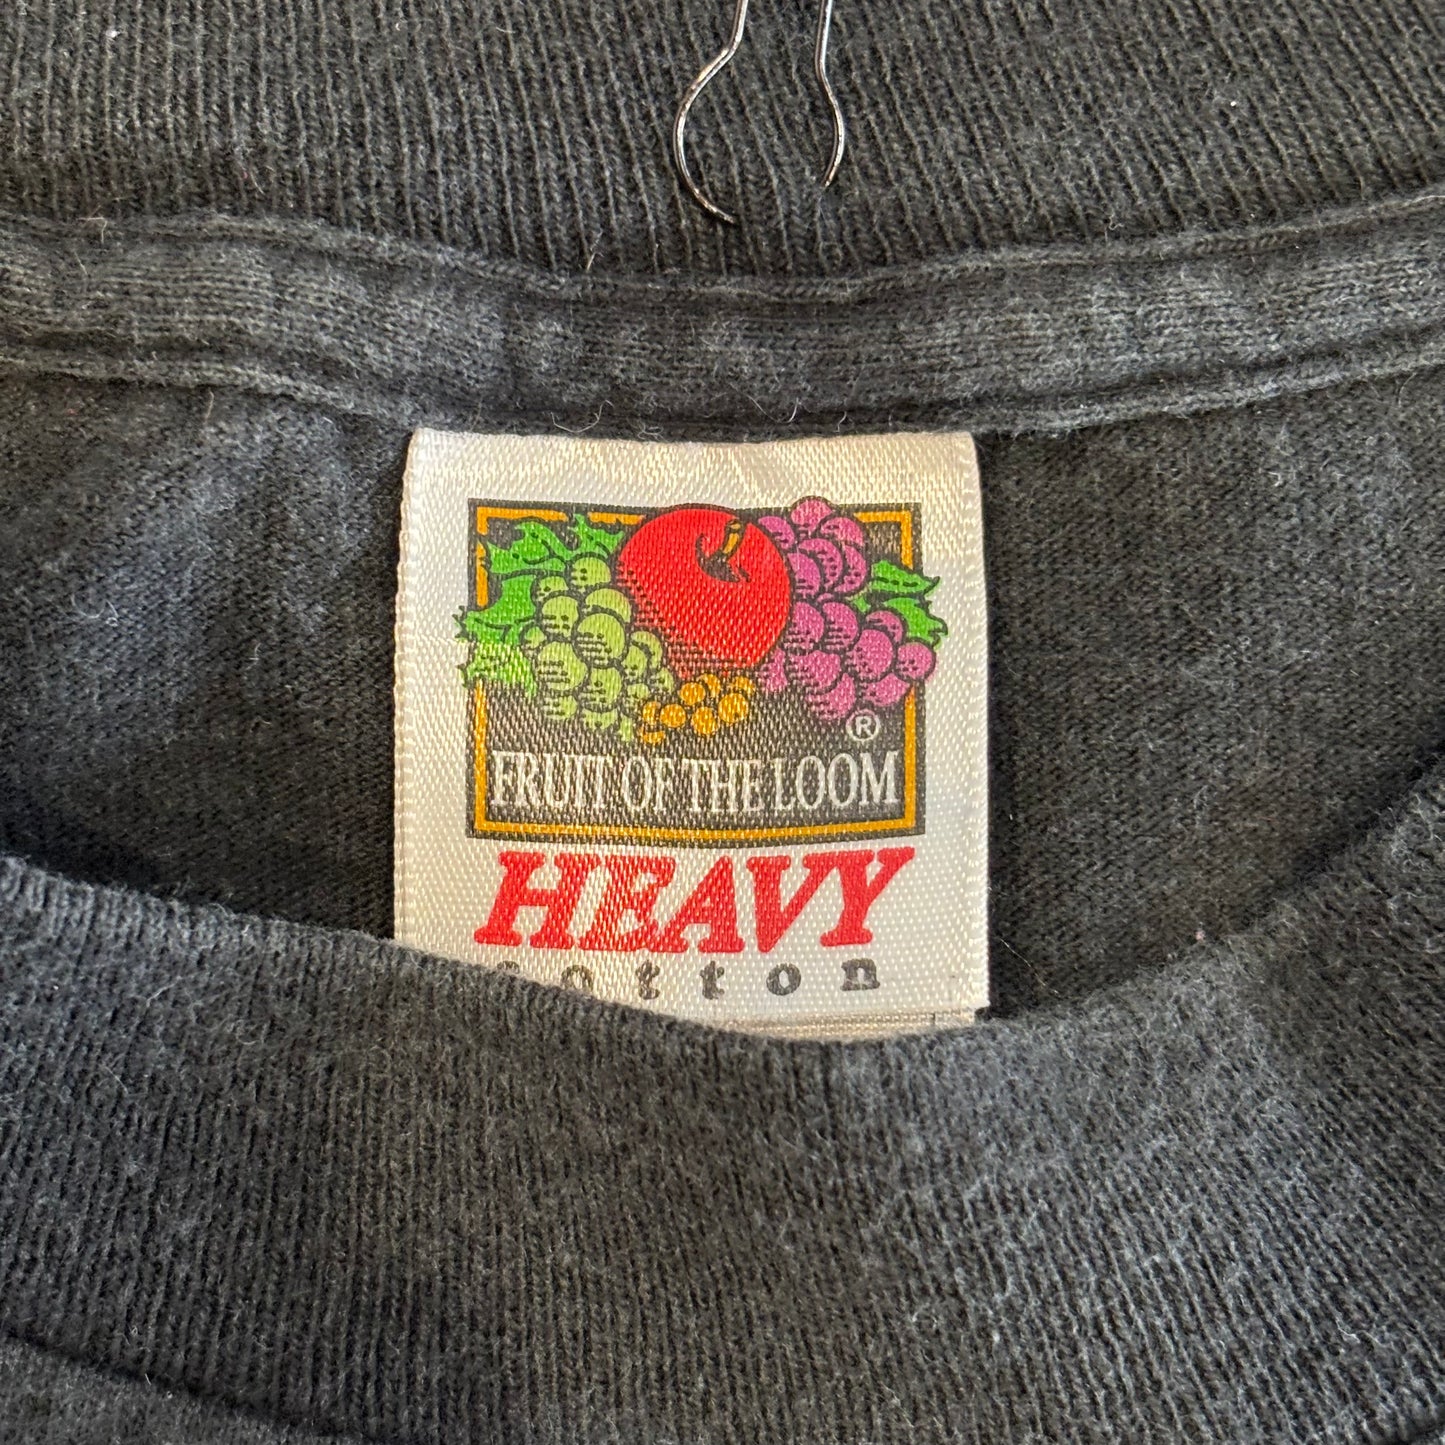 ®
FRUIT OF THE LOOM
HEAVY
cotton